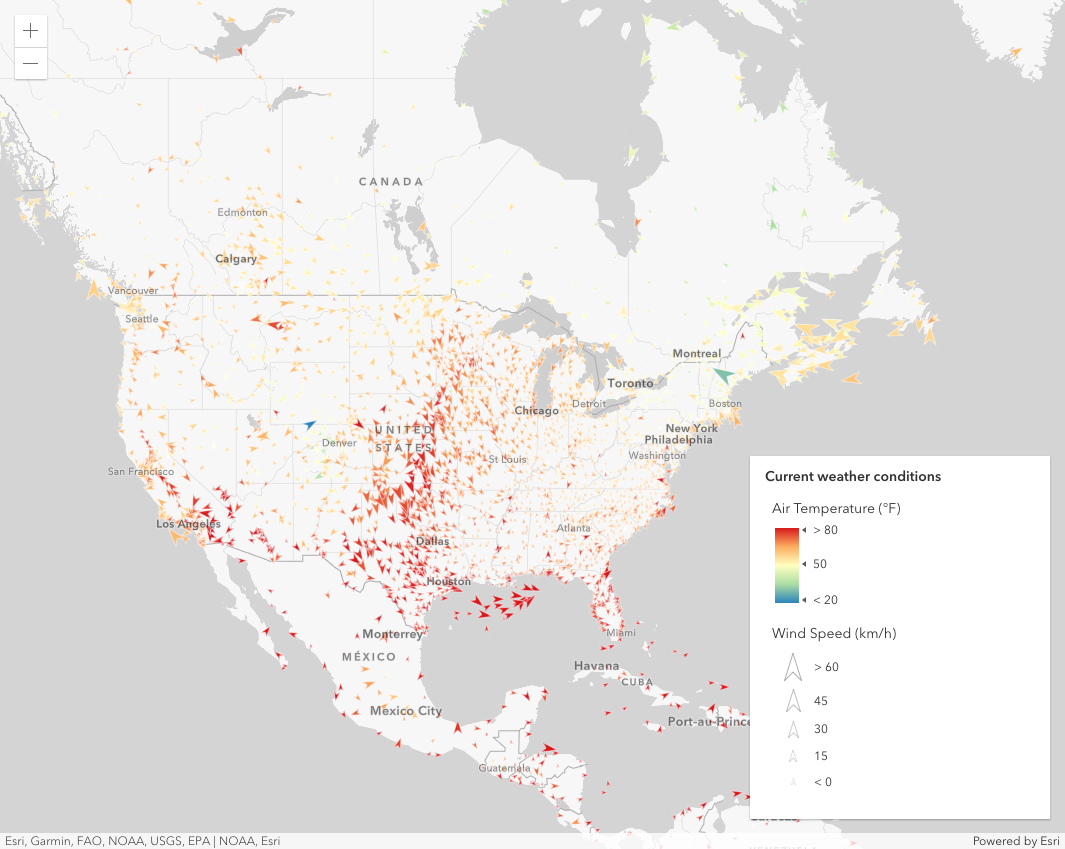 +
−
CANADA
Edmonton
Calgary
Vancouver
Seattle
Montreal
Toronto
Boston
Detroit
Chicago
New York
Philadelphia
UNITED
STATES
Denver
St Louis
Washington
San Francisco
Los Angeles
Atlanta
Dallas
Houston
Miami
Monterrey
MÉXICO
Havana
CUBA
Mexico City
Port-au-Prince
Guatemala
Current weather conditions
Air Temperature (°F)
> 80
50
< 20
Wind Speed (km/h)
> 60
45
30
15
< 0
Esri, Garmin, FAO, NOAA, USGS, EPA | NOAA, Esri
Powered by Esri